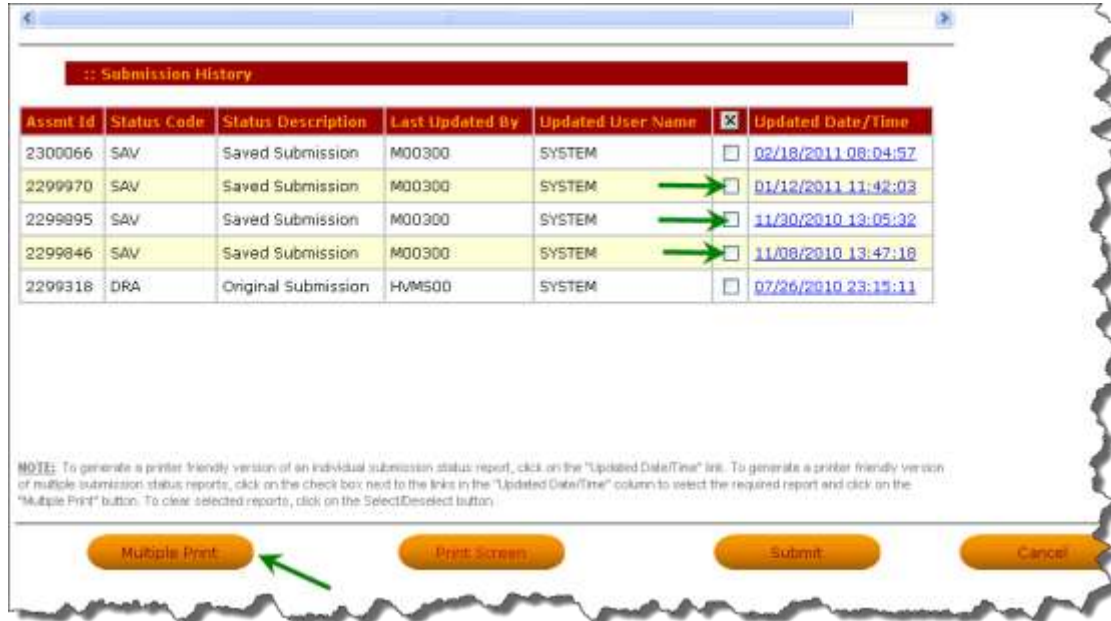 :: Submission History
Assmt Id Status Code Status Description Last Updated By Updated User Name X Updated Date/Time
2300066 SAV Saved Submission M00300 SYSTEM 02/18/2011 08:04:57
2299970 SAV Saved Submission M00300 SYSTEM 01/12/2011 11:42:03
2299895 SAV Saved Submission M00300 SYSTEM 11/30/2010 13:05:32
2299846 SAV Saved Submission M00300 SYSTEM 11/08/2010 13:47:18
2299318 DRA Original Submission HVMS00 SYSTEM 07/26/2010 23:15:11
NOTE: To generate a printer friendly version of an individual submission status report, click on the "Updated Date/Time" link. To generate a printer friendly version
of multiple submission status reports, click on the check box next to the links in the "Updated Date/Time" column to select the required report and click on the
"Multiple Print" button. To clear selected reports, click on the Select/Deselect button.
Multiple Print Print Screen Submit Cancel